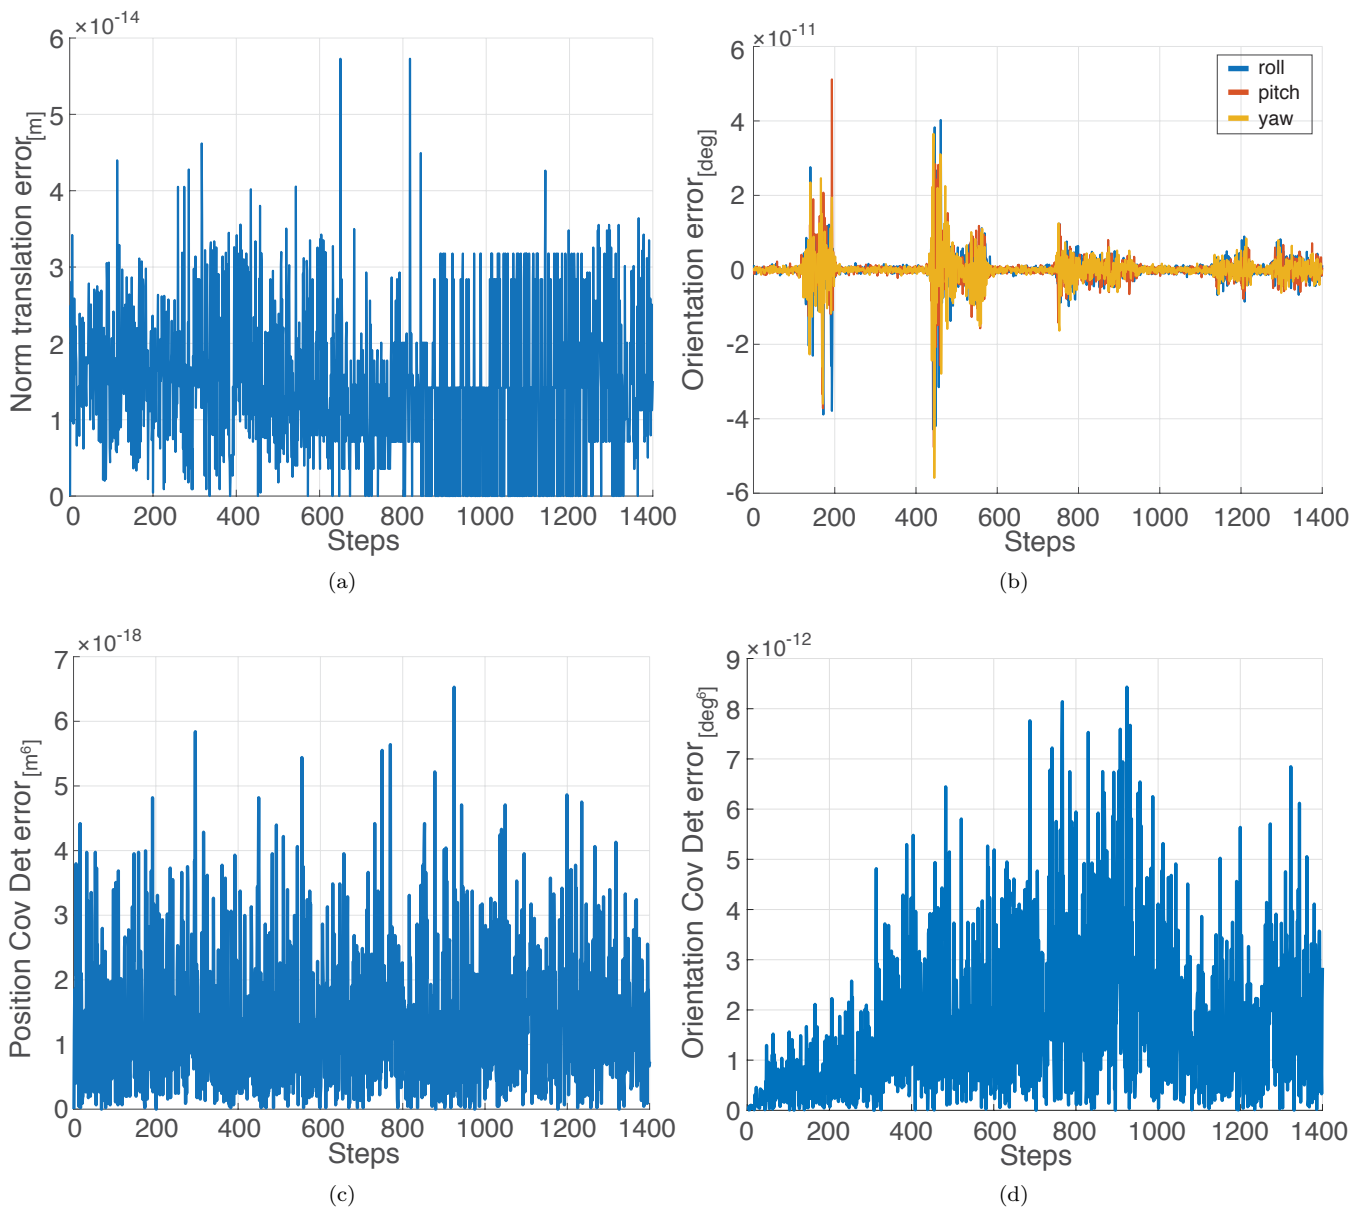 ×10-14
6
5
4
3
2
1
0
Norm translation error[m]
0 200 400 600 800 1000 1200 1400
Steps
(a)
×10-11
6
4
2
0
-2
-4
-6
Orientation error[deg]
roll
pitch
yaw
0 200 400 600 800 1000 1200 1400
Steps
(b)
×10-18
7
6
5
4
3
2
1
0
Position Cov Det error[m6]
0 200 400 600 800 1000 1200 1400
Steps
(c)
×10-12
9
8
7
6
5
4
3
2
1
0
Orientation Cov Det error[deg6]
0 200 400 600 800 1000 1200 1400
Steps
(d)